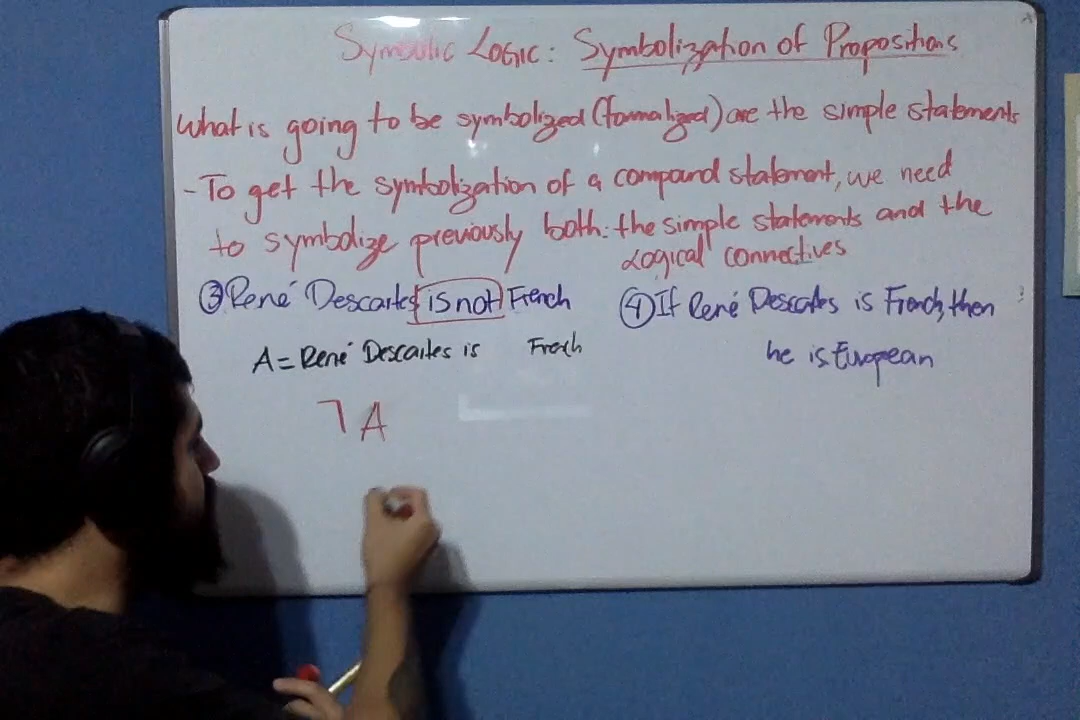 Symbolic Logic: Symbolization of Propositions
What is going to be symbolized (formalized) are the simple statements
- To get the symbolization of a compound statement, we need
to symbolize previously both: the simple statements and the
Logical connectives
③ René Descartes is not French
④ If René Descartes is French, then
he is European
A = René Descartes is French
¬ A